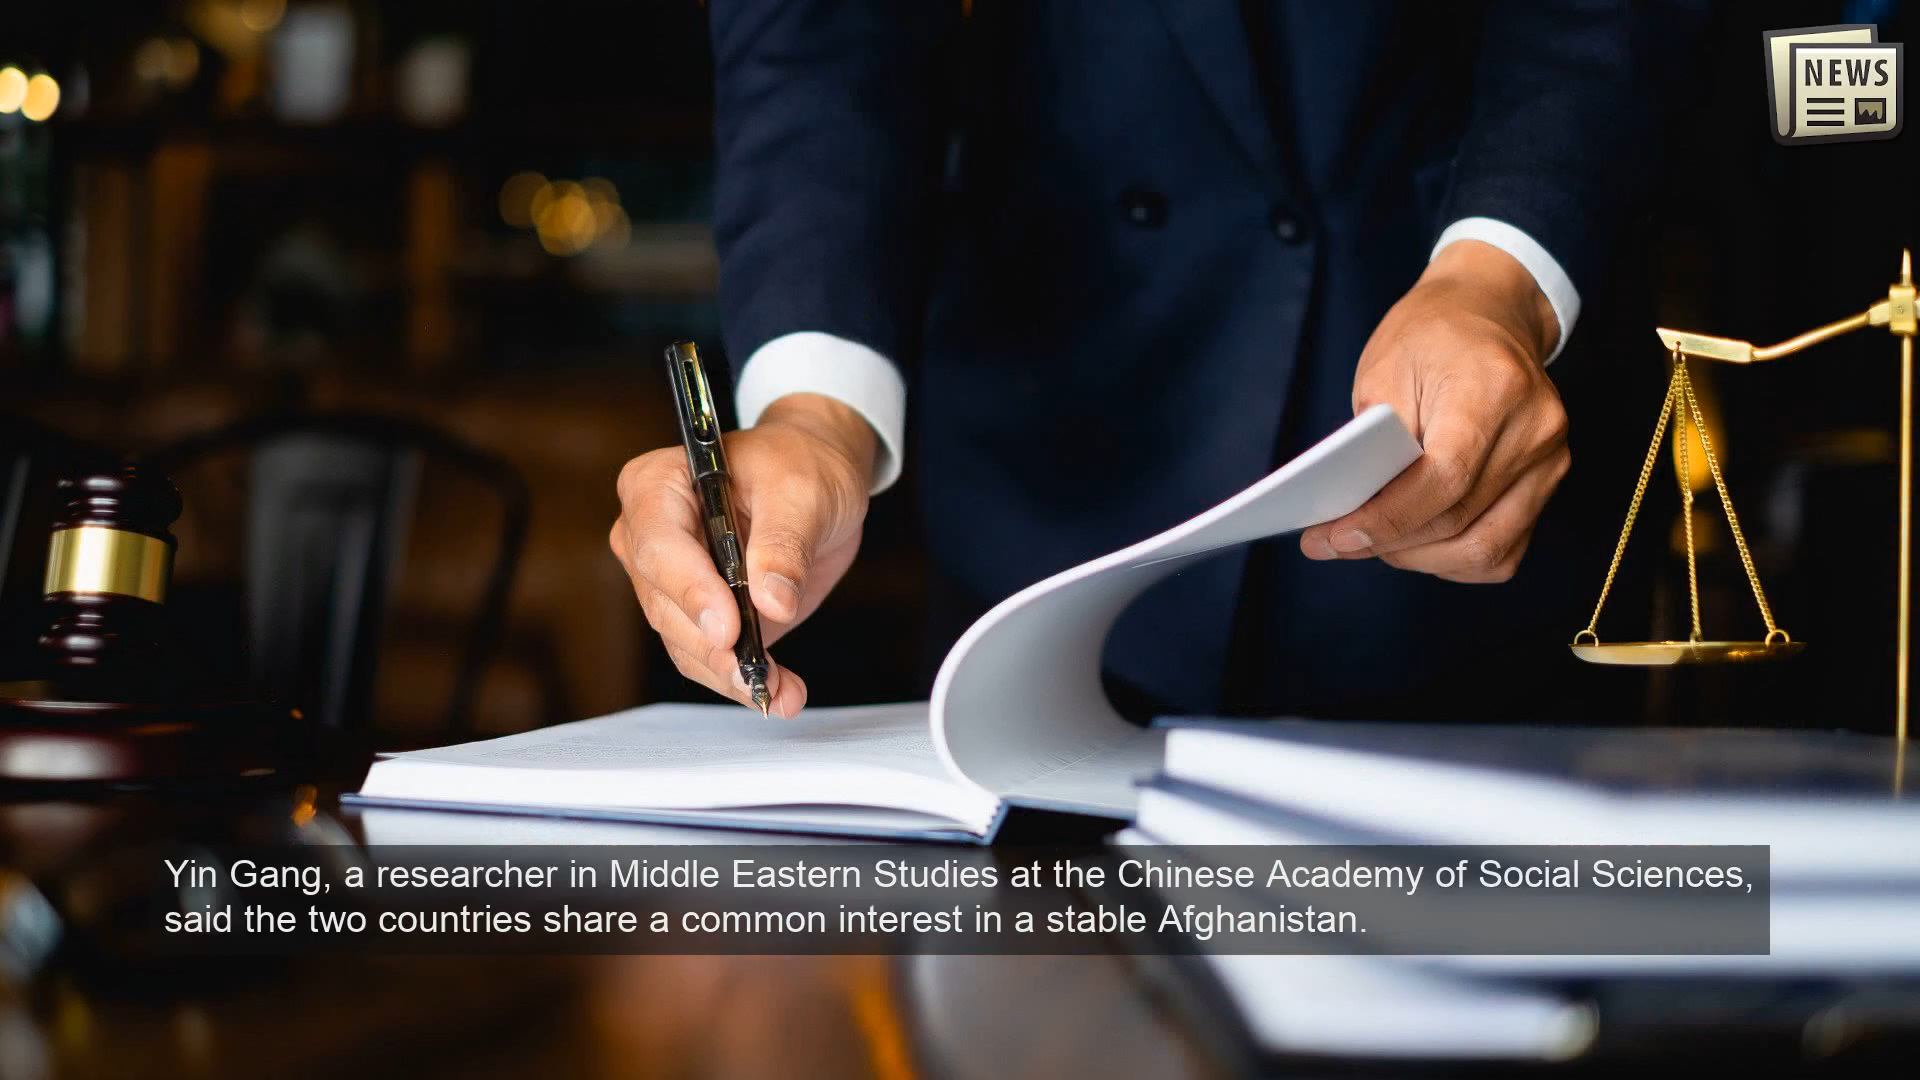 NEWS
Yin Gang, a researcher in Middle Eastern Studies at the Chinese Academy of Social Sciences,
said the two countries share a common interest in a stable Afghanistan.